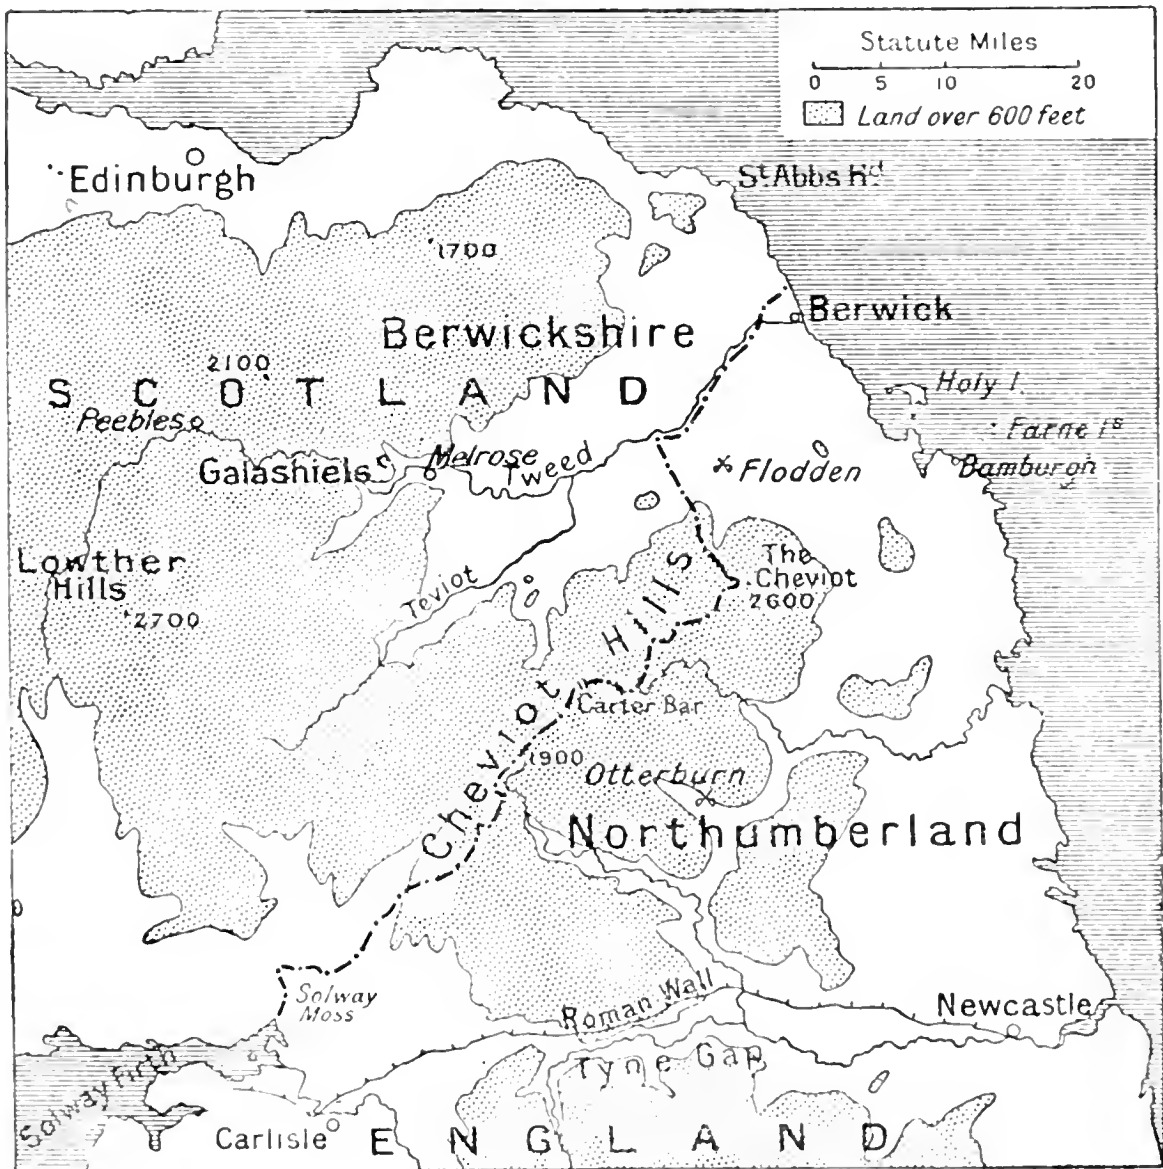 Statute Miles
0 5 10 20
Land over 600 feet
Edinburgh
St Abbs Hd.
1700
Berwick
Berwickshire
2100
SCOTLAND
Holy I.
Peebles
Farne Is
Melrose
Galashiels
Tweed
Flodden
Bamburgh
Lowther
Hills
2700
The
Cheviot
2600
Teviot
Cheviot Hills
Carter Bar
1900
Otterburn
Northumberland
Solway
Moss
Roman Wall
Newcastle
Solway Firth
Tyne Gap
Carlisle
ENGLAND